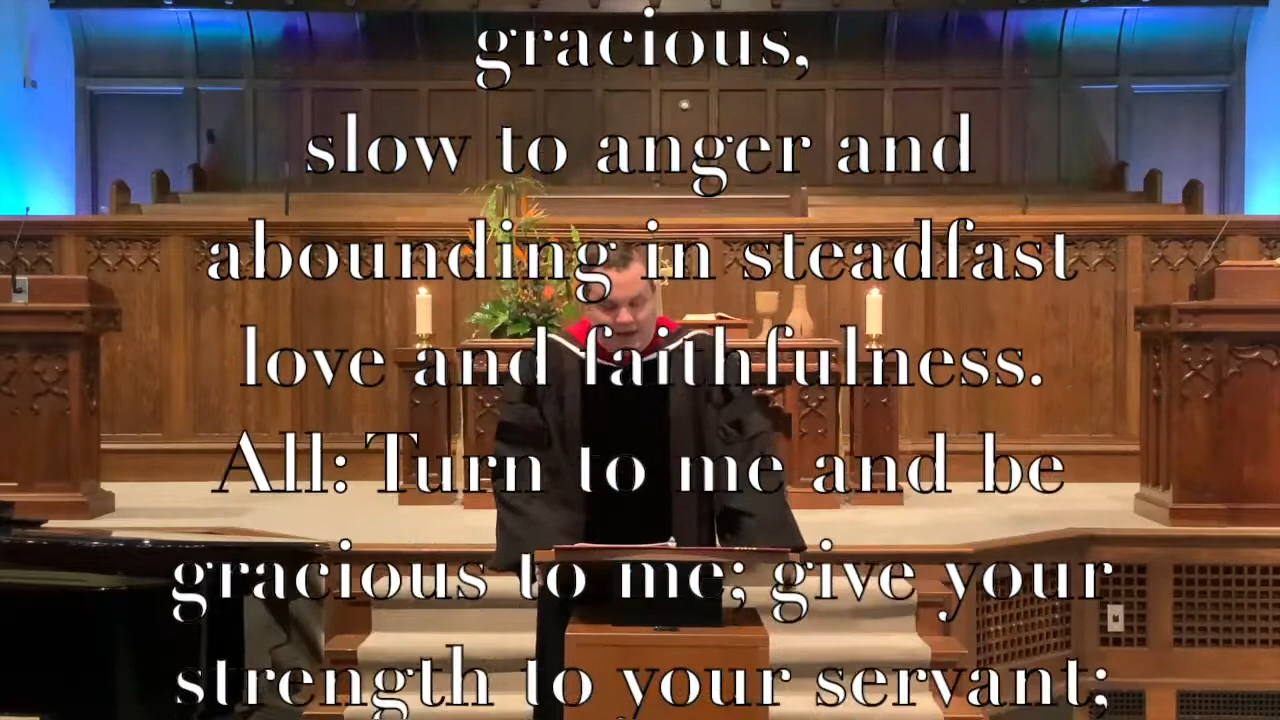 gracious,
slow to anger and
abounding in steadfast
love and faithfulness.
All: Turn to me and be
gracious to me; give your
strength to your servant;